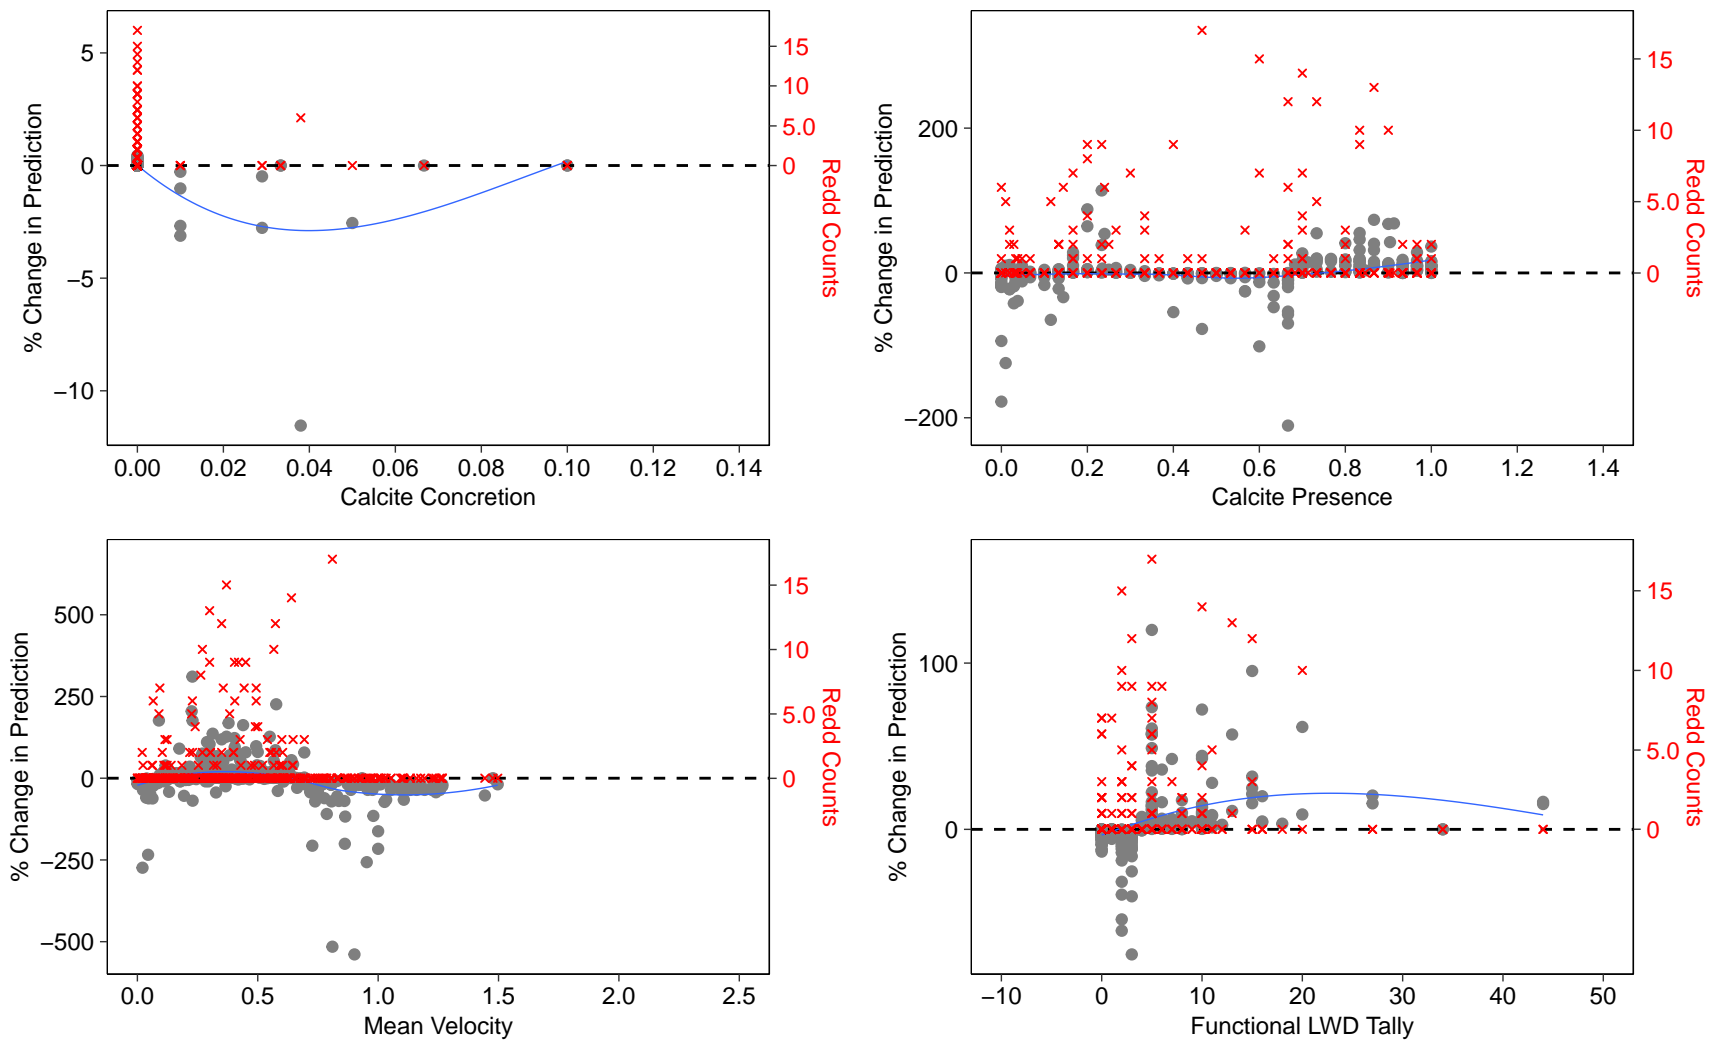 5
0
−5
−10
% Change in Prediction
0.00 0.02 0.04 0.06 0.08 0.10 0.12 0.14
Calcite Concretion
15
10
5.0
0
Redd Counts
200
0
−200
% Change in Prediction
0.0 0.2 0.4 0.6 0.8 1.0 1.2 1.4
Calcite Presence
15
10
5.0
0
Redd Counts
500
250
0
−250
−500
% Change in Prediction
0.0 0.5 1.0 1.5 2.0 2.5
Mean Velocity
15
10
5.0
0
Redd Counts
100
0
% Change in Prediction
−10 0 10 20 30 40 50
Functional LWD Tally
15
10
5.0
0
Redd Counts